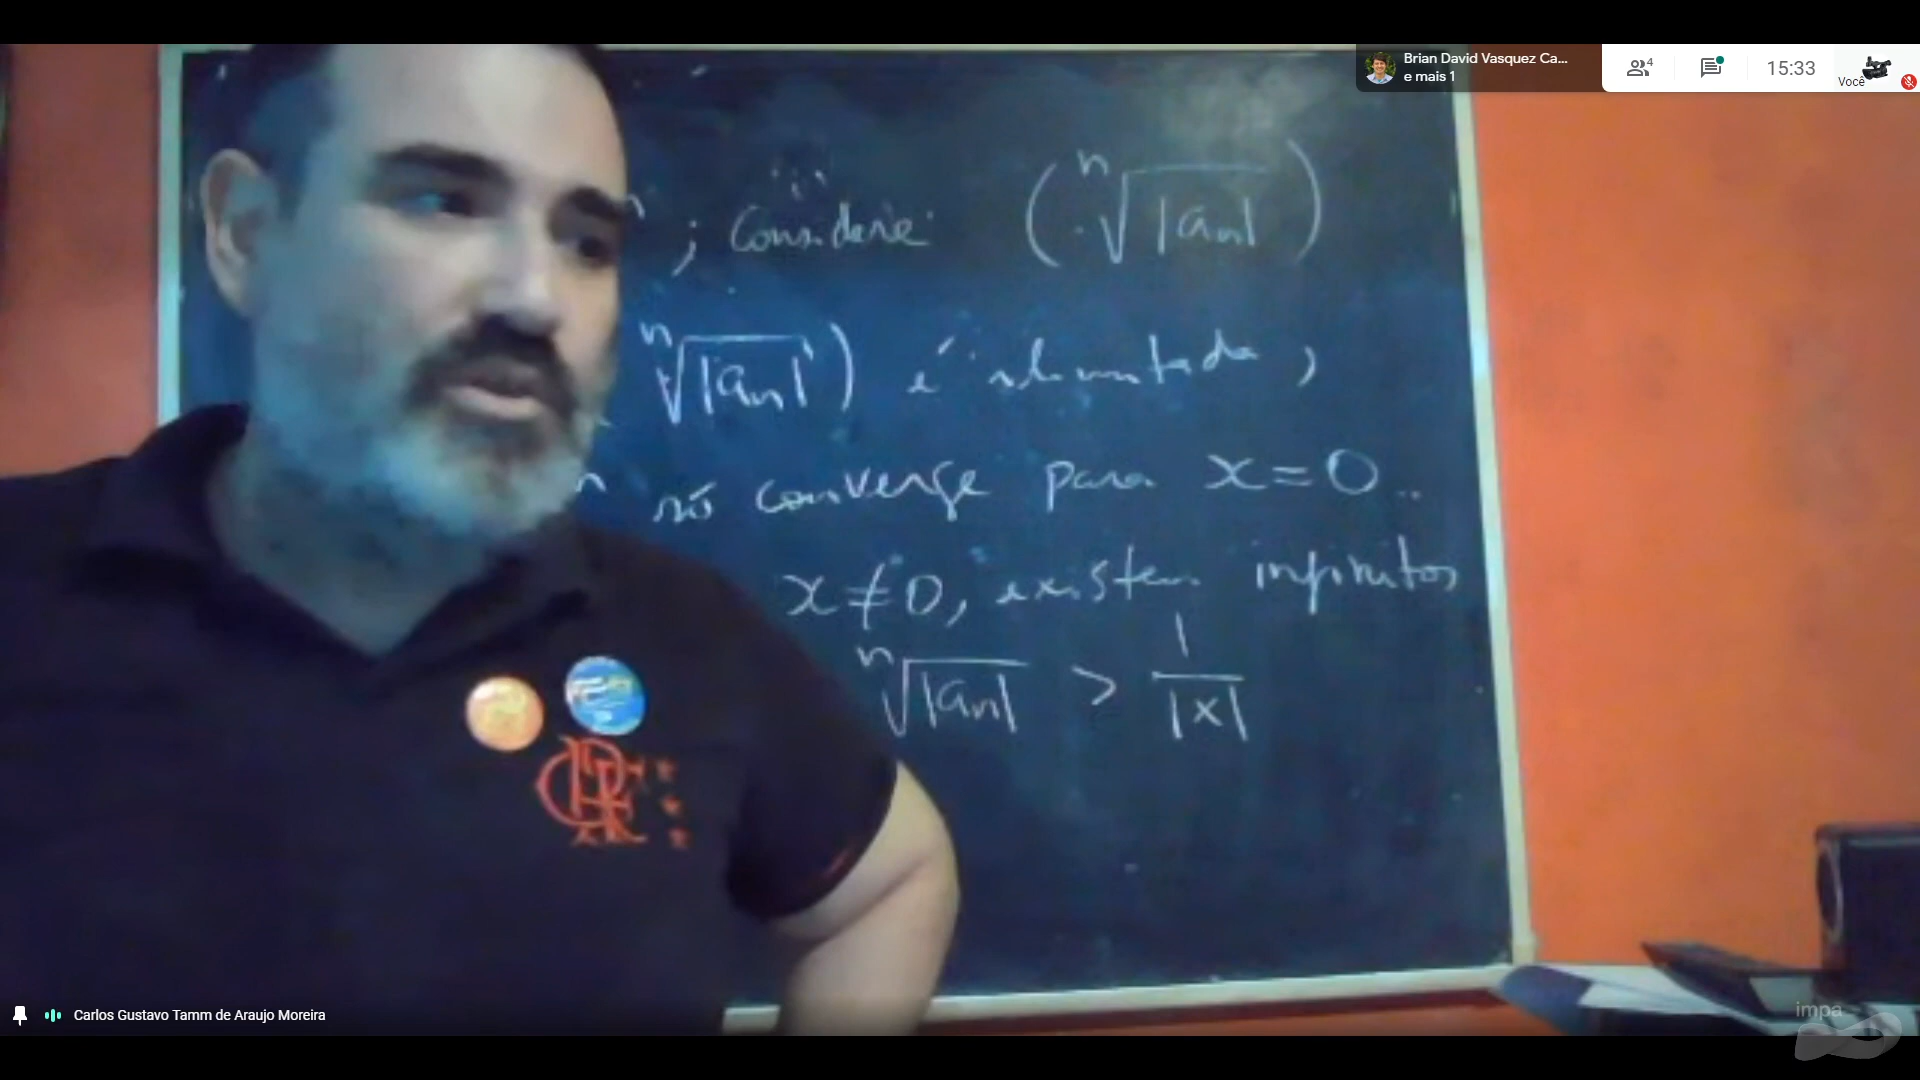 Brian David Vasquez Ca...
e mais 1
4
15:33
Você
; Considere (ⁿ√|aₙ|)
ⁿ√|aₙ|) é ilimitada,
só converge para x=0..
x≠0, existem infinitos
ⁿ√|aₙ| > 1/|x|
Carlos Gustavo Tamm de Araujo Moreira
impa